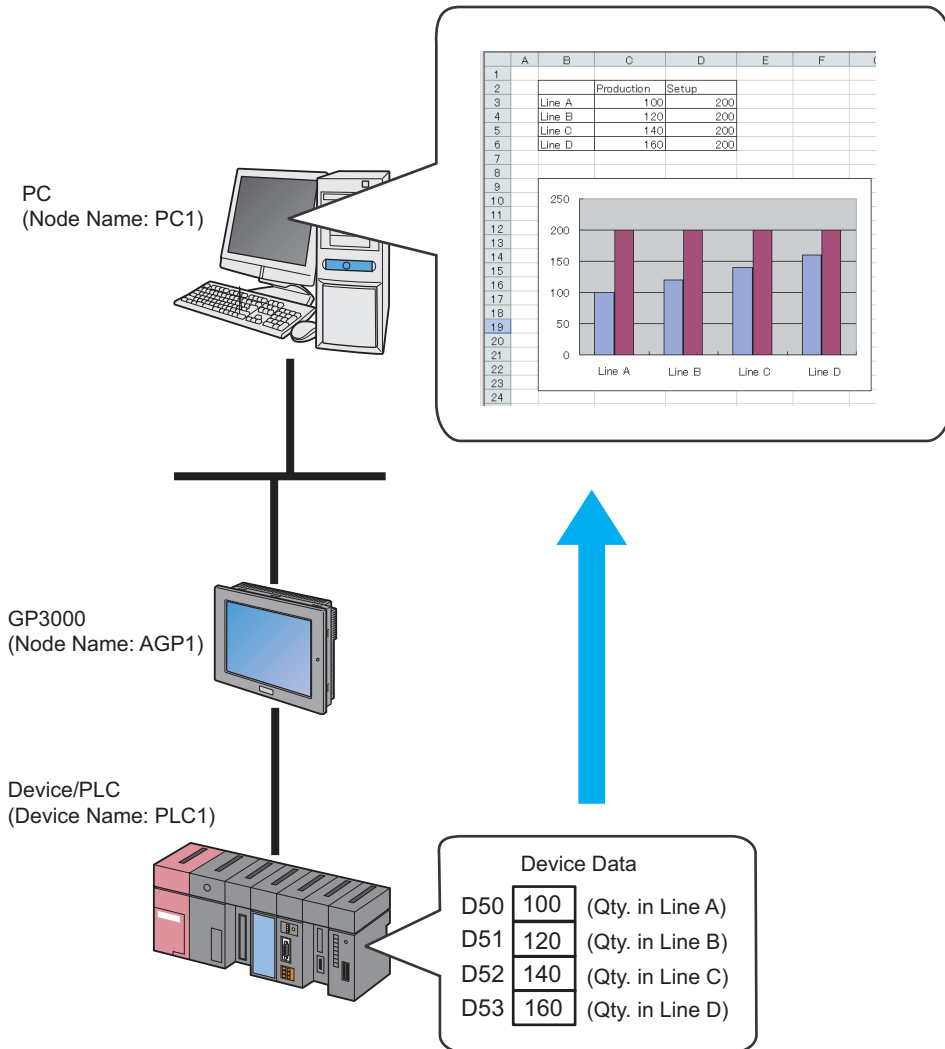 A B C D E F
1
2 Production Setup
3 Line A 100 200
4 Line B 120 200
5 Line C 140 200
6 Line D 160 200
7
8
9
10
11
12
13
14
15
16
17
18
19
20
21
22
23
24
250
200
150
100
50
0
Line A Line B Line C Line D
PC
(Node Name: PC1)
GP3000
(Node Name: AGP1)
Device/PLC
(Device Name: PLC1)
Device Data
D50 100 (Qty. in Line A)
D51 120 (Qty. in Line B)
D52 140 (Qty. in Line C)
D53 160 (Qty. in Line D)